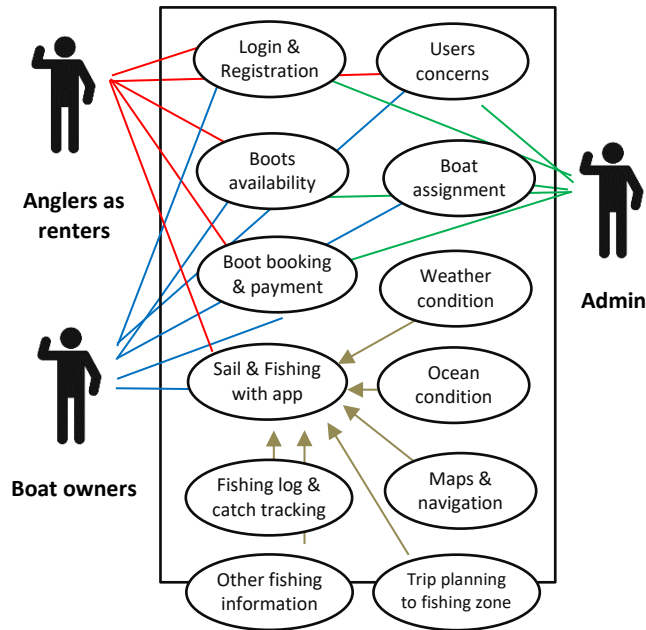 Login &
Registration
Users
concerns
Boots
availability
Boat
assignment
Anglers as
renters
Boot booking
& payment
Weather
condition
Admin
Sail & Fishing
with app
Ocean
condition
Boat owners
Fishing log &
catch tracking
Maps &
navigation
Other fishing
information
Trip planning
to fishing zone